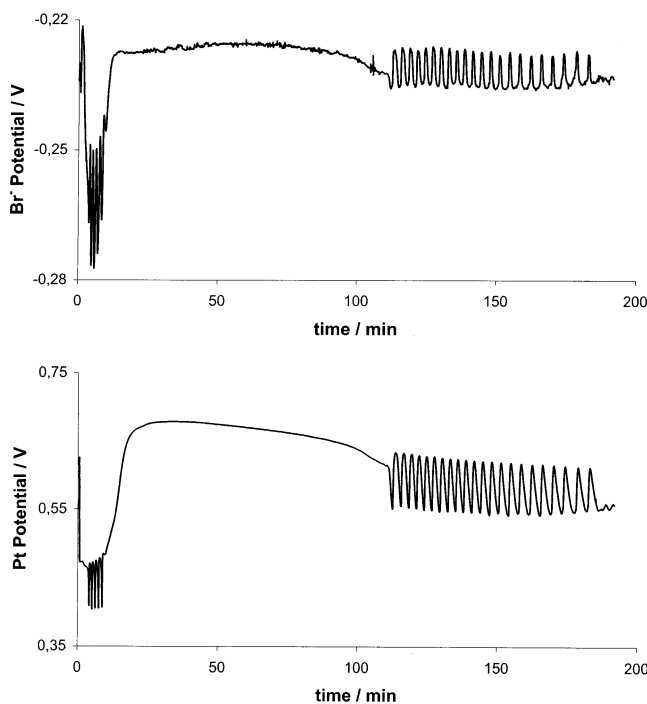 -0,22
-0,25
-0,28
Br- Potential / V
0 50 100 150 200
time / min
0,75
0,55
0,35
Pt Potential / V
0 50 100 150 200
time / min